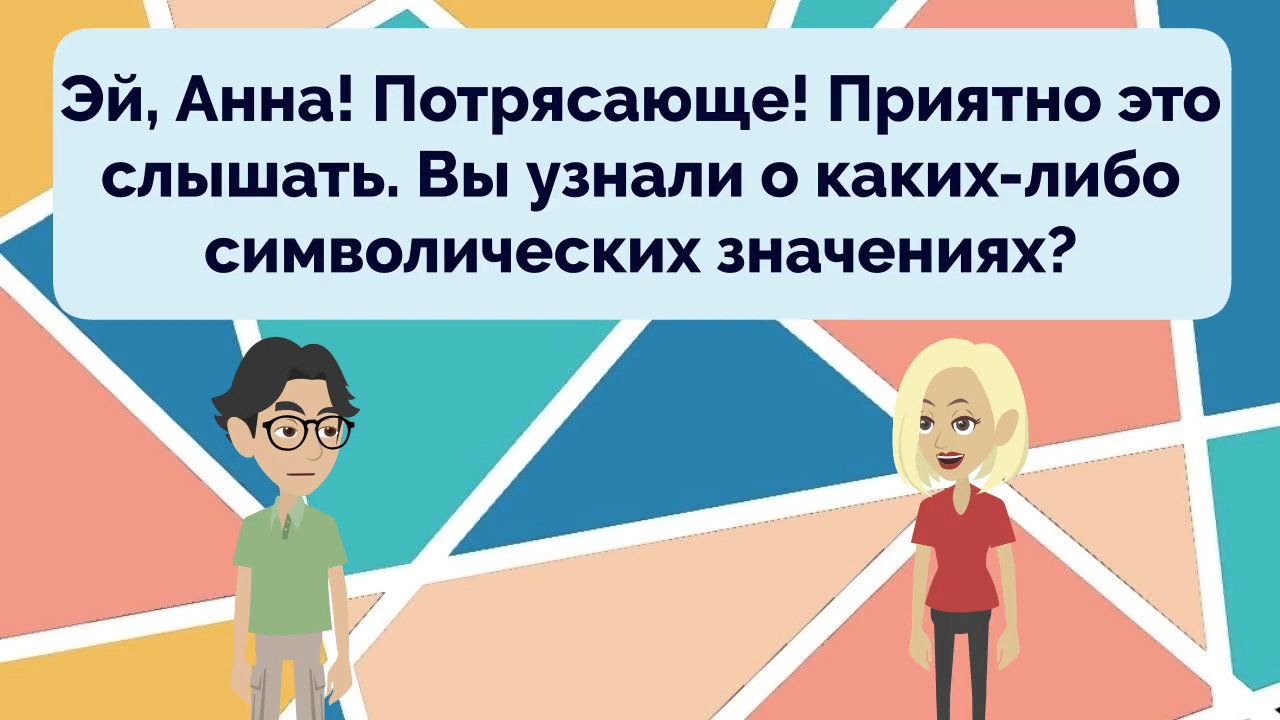 Эй, Анна! Потрясающе! Приятно это
слышать. Вы узнали о каких-либо
символических значениях?